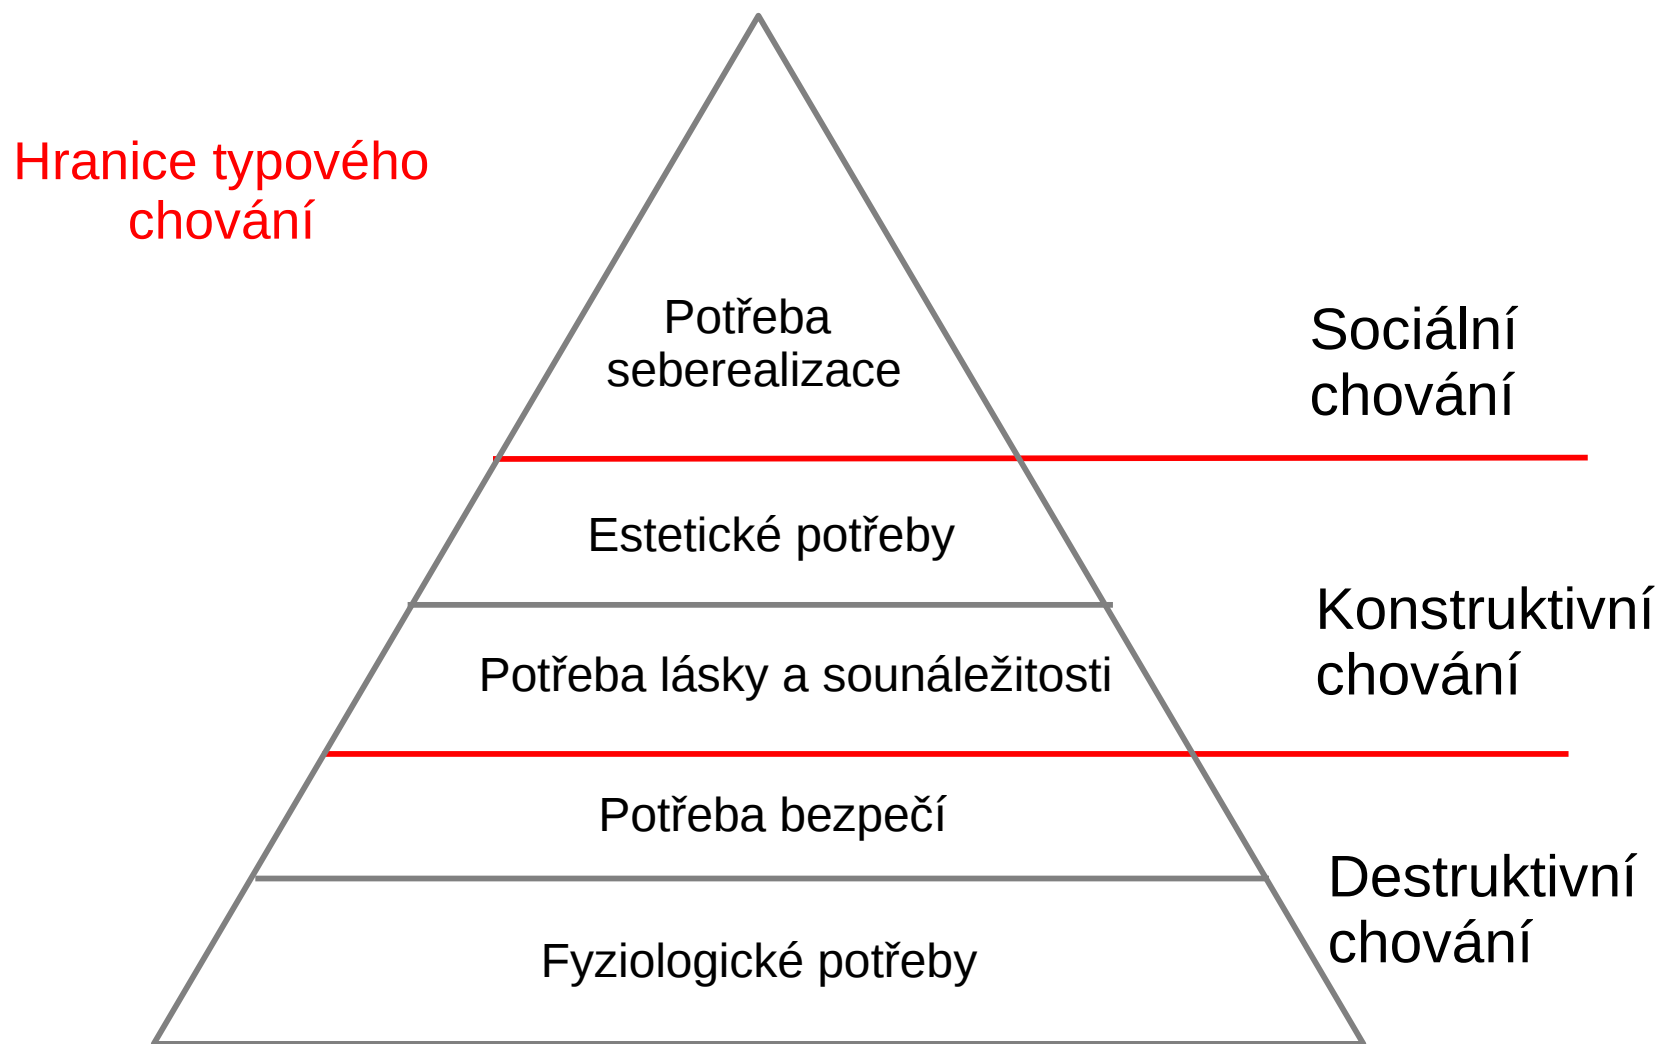 Hranice typového
chování
Potřeba
seberealizace
Sociální
chování
Estetické potřeby
Konstruktivní
chování
Potřeba lásky a sounáležitosti
Potřeba bezpečí
Destruktivní
chování
Fyziologické potřeby